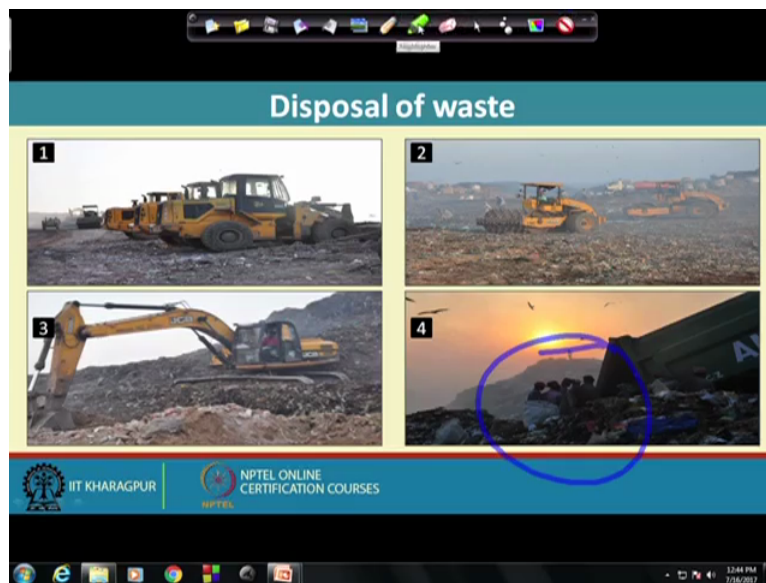 Highlighter
Disposal of waste
1
2
3
JCB
JCB
4
A
IIT KHARAGPUR
NPTEL
NPTEL ONLINE
CERTIFICATION COURSES
12:44 PM
7/16/2017